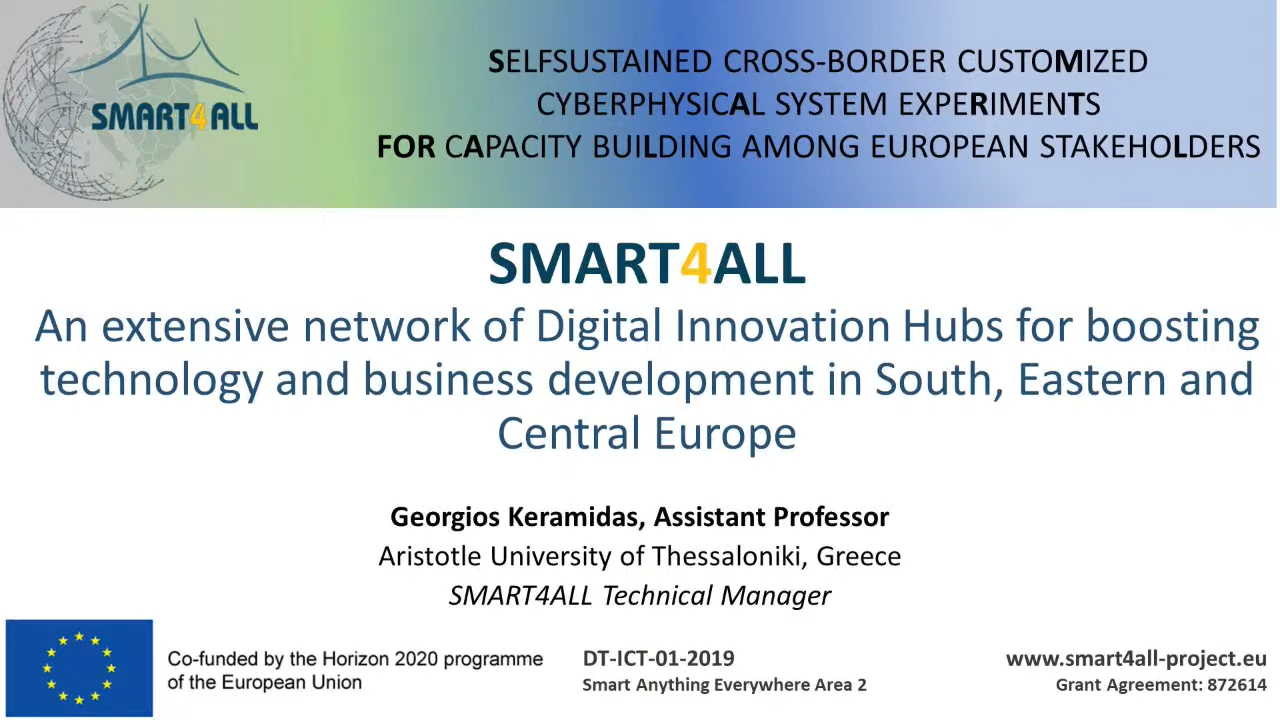 SMART4ALL
SELFSUSTAINED CROSS-BORDER CUSTOMIZED
CYBERPHYSICAL SYSTEM EXPERIMENTS
FOR CAPACITY BUILDING AMONG EUROPEAN STAKEHOLDERS
SMART4ALL
An extensive network of Digital Innovation Hubs for boosting
technology and business development in South, Eastern and
Central Europe
Georgios Keramidas, Assistant Professor
Aristotle University of Thessaloniki, Greece
SMART4ALL Technical Manager
Co-funded by the Horizon 2020 programme
of the European Union
DT-ICT-01-2019
Smart Anything Everywhere Area 2
www.smart4all-project.eu
Grant Agreement: 872614